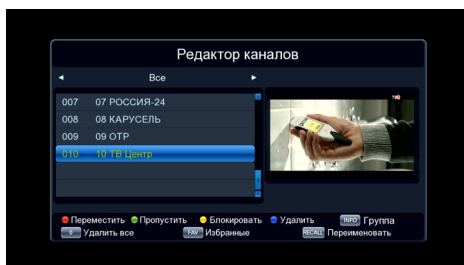 Редактор каналов
Все
007 07 РОССИЯ-24
008 08 КАРУСЕЛЬ
009 09 ОТР
010 10 ТВ Центр
Переместить Пропустить Блокировать Удалить INFO Группа
Удалить все FAV Избранные RECALL Переименовать